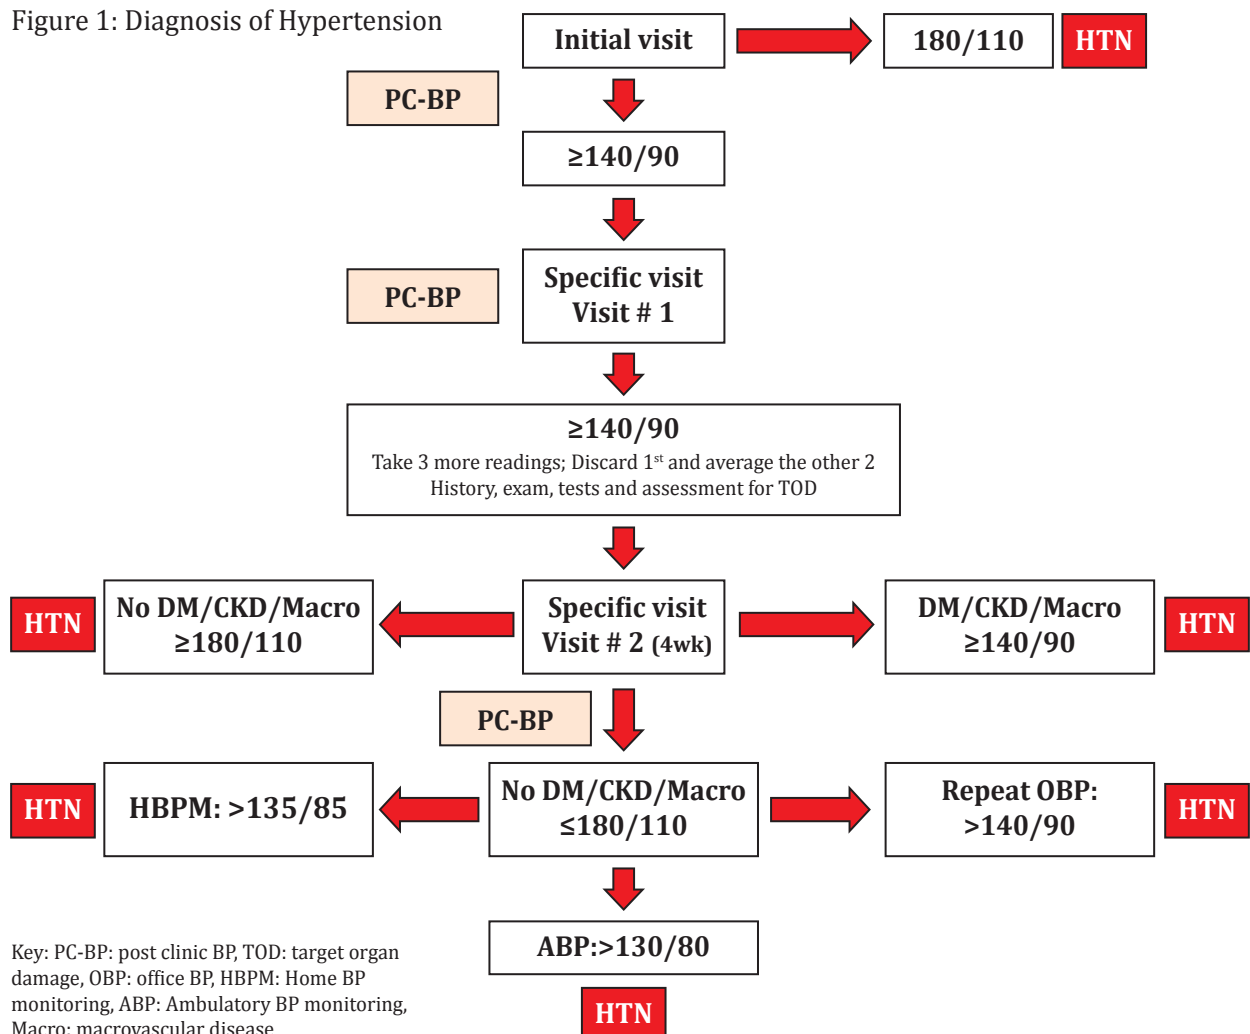 Figure 1: Diagnosis of Hypertension
Initial visit
180/110
HTN
PC-BP
≥140/90
PC-BP
Specific visit
Visit # 1
≥140/90
Take 3 more readings; Discard 1st and average the other 2
History, exam, tests and assessment for TOD
HTN
No DM/CKD/Macro
≥180/110
Specific visit
Visit # 2 (4wk)
DM/CKD/Macro
≥140/90
HTN
PC-BP
HTN
HBPM: >135/85
No DM/CKD/Macro
≤180/110
Repeat OBP:
>140/90
HTN
ABP:>130/80
HTN
Key: PC-BP: post clinic BP, TOD: target organ
damage, OBP: office BP, HBPM: Home BP
monitoring, ABP: Ambulatory BP monitoring,
Macro: macrovascular disease